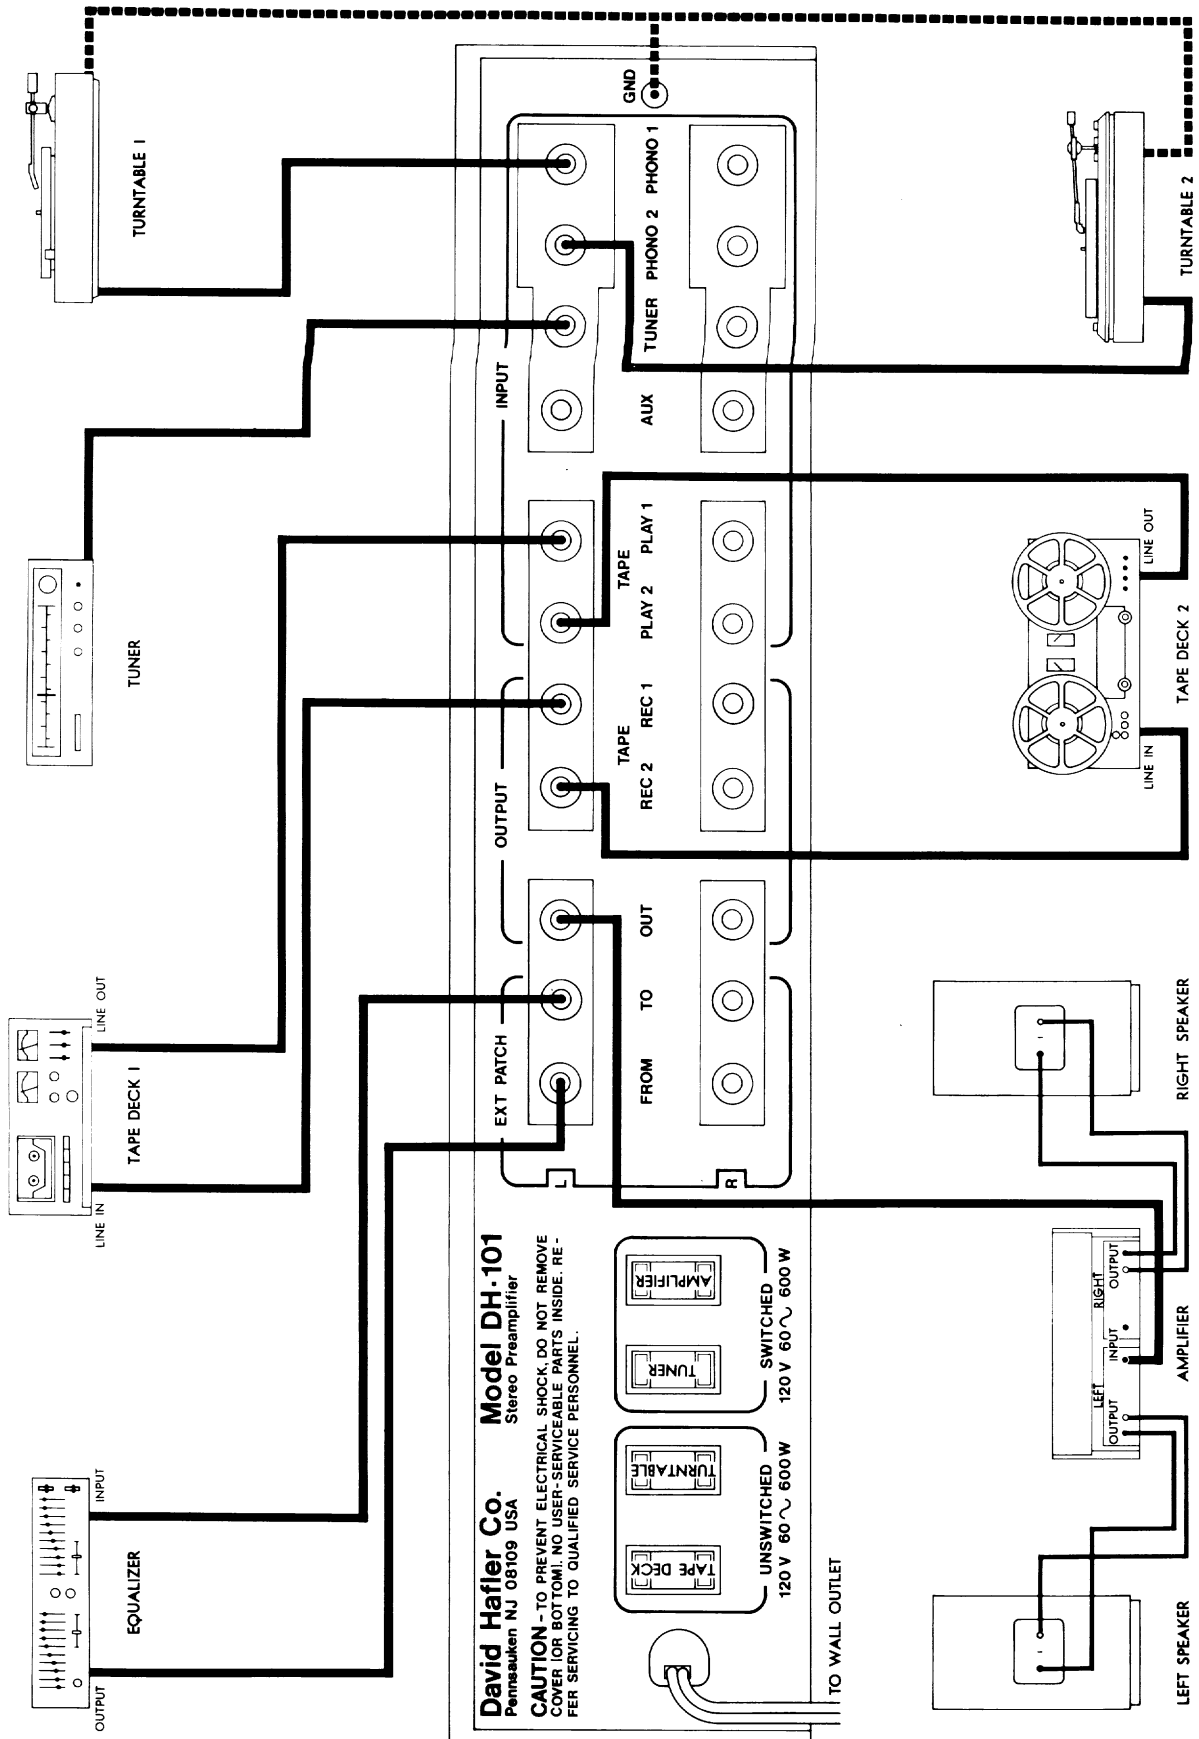 EQUALIZER
OUTPUT
INPUT
TAPE DECK 1
LINE IN
LINE OUT
TUNER
TURNTABLE 1
David Hafler Co.
Pennsauken NJ 08109 USA
Model DH-101
Stereo Preamplifier
CAUTION - TO PREVENT ELECTRICAL SHOCK, DO NOT REMOVE
COVER (OR BOTTOM). NO USER-SERVICEABLE PARTS INSIDE. RE-
FER SERVICING TO QUALIFIED SERVICE PERSONNEL.
EXT PATCH
OUTPUT
INPUT
L
R
FROM
TO
OUT
TAPE
REC 2
REC 1
TAPE
PLAY 2
PLAY 1
AUX
TUNER
PHONO 2
PHONO 1
GND
TAPE DECK
TURNTABLE
TUNER
AMPLIFIER
UNSWITCHED
120 V 60~ 600W
SWITCHED
120 V 60~ 600 W
TO WALL OUTLET
LEFT SPEAKER
LEFT
RIGHT
OUTPUT
INPUT
OUTPUT
AMPLIFIER
RIGHT SPEAKER
LINE IN
LINE OUT
TAPE DECK 2
TURNTABLE 2